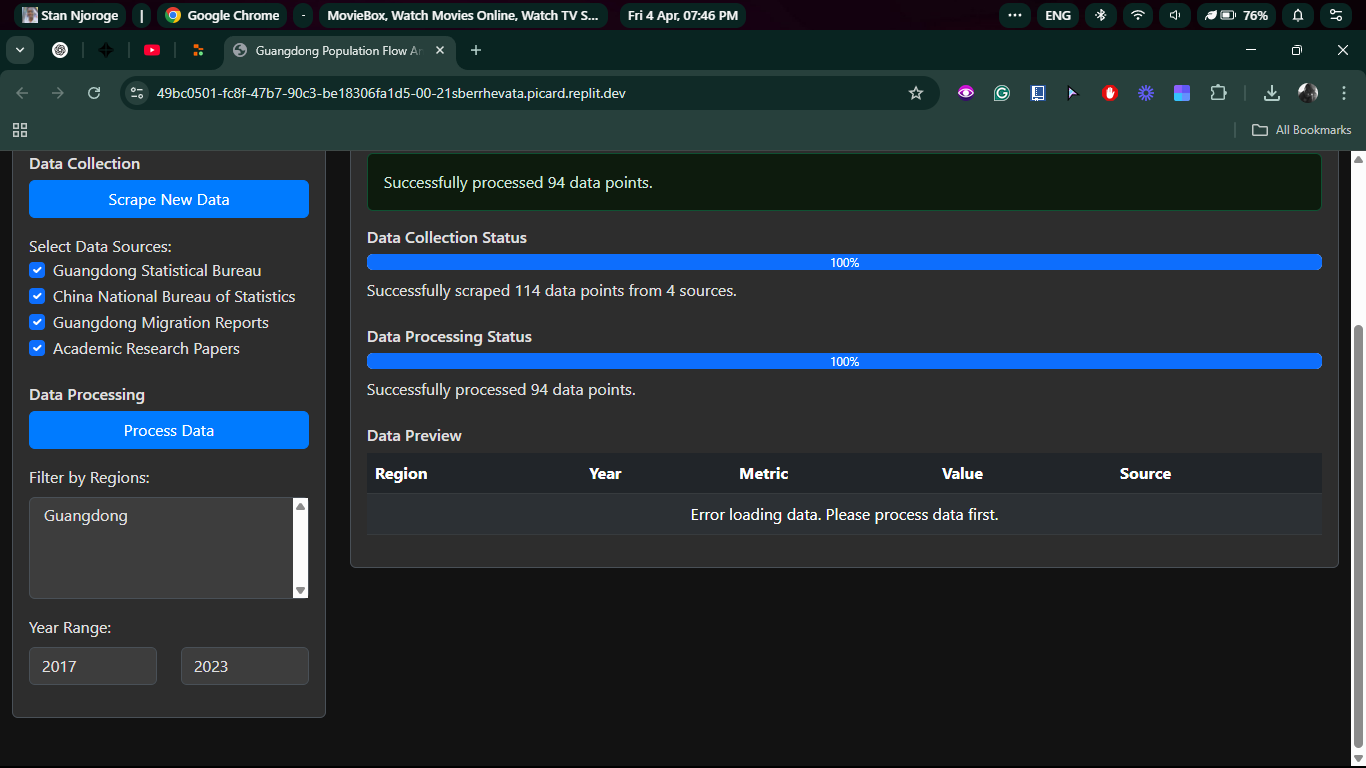 Stan Njoroge | Google Chrome - MovieBox, Watch Movies Online, Watch TV S... Fri 4 Apr, 07:46 PM ••• ENG 76%
Guangdong Population Flow An
49bc0501-fc8f-47b7-90c3-be18306fa1d5-00-21sberrhevata.picard.replit.dev
All Bookmarks
Data Collection
Scrape New Data
Select Data Sources:
Guangdong Statistical Bureau
China National Bureau of Statistics
Guangdong Migration Reports
Academic Research Papers
Data Processing
Process Data
Filter by Regions:
Guangdong
Year Range:
2017 2023
Successfully processed 94 data points.
Data Collection Status
100%
Successfully scraped 114 data points from 4 sources.
Data Processing Status
100%
Successfully processed 94 data points.
Data Preview
Region Year Metric Value Source
Error loading data. Please process data first.